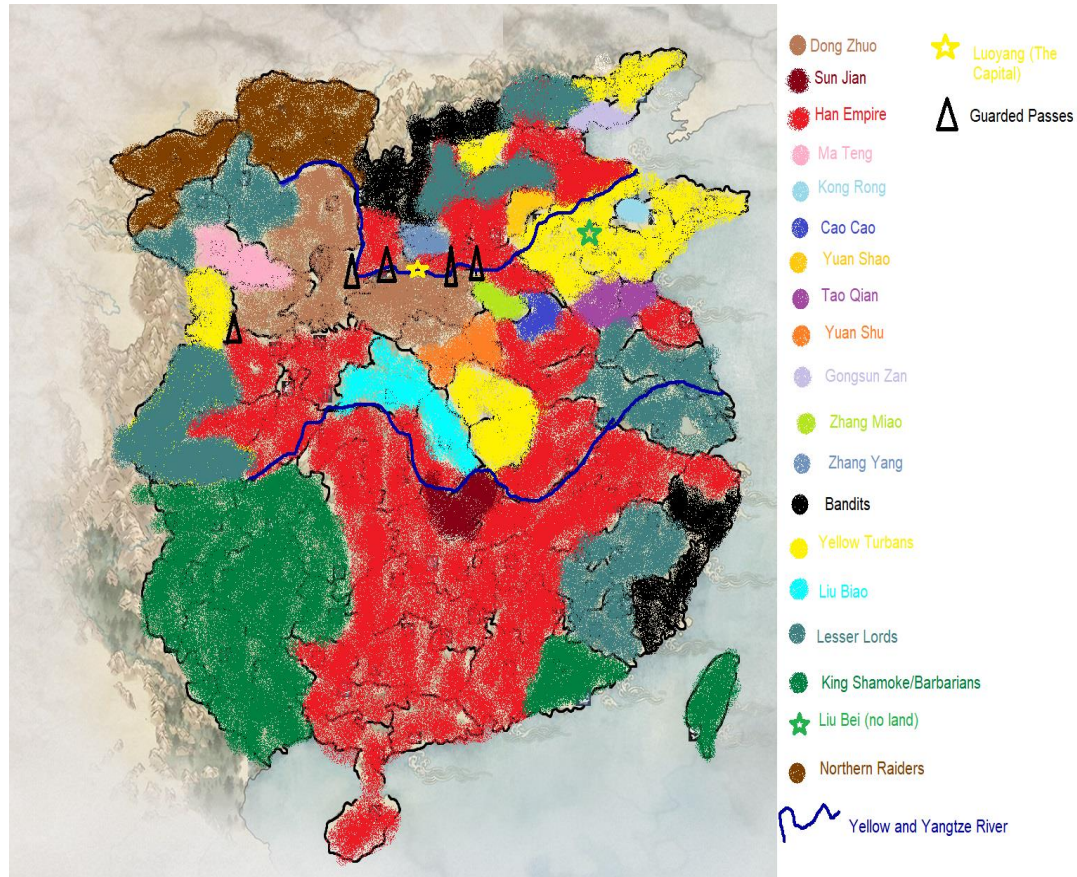 Dong Zhuo
Sun Jian
Han Empire
Ma Teng
Kong Rong
Cao Cao
Yuan Shao
Tao Qian
Yuan Shu
Gongsun Zan
Zhang Miao
Zhang Yang
Bandits
Yellow Turbans
Liu Biao
Lesser Lords
King Shamoke/Barbarians
Liu Bei (no land)
Northern Raiders
Yellow and Yangtze River
Luoyang (The
Capital)
Guarded Passes